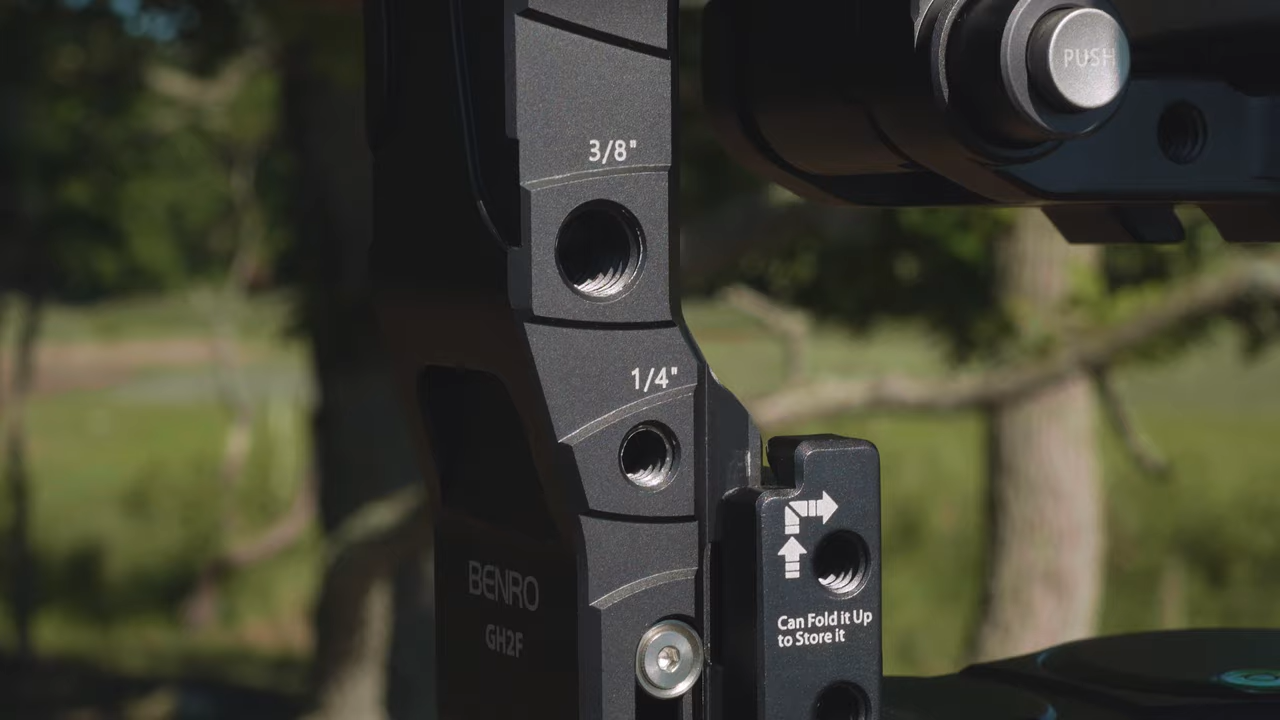 PUSH
3/8"
1/4"
BENRO
GH2F
Can Fold it Up
to Store it